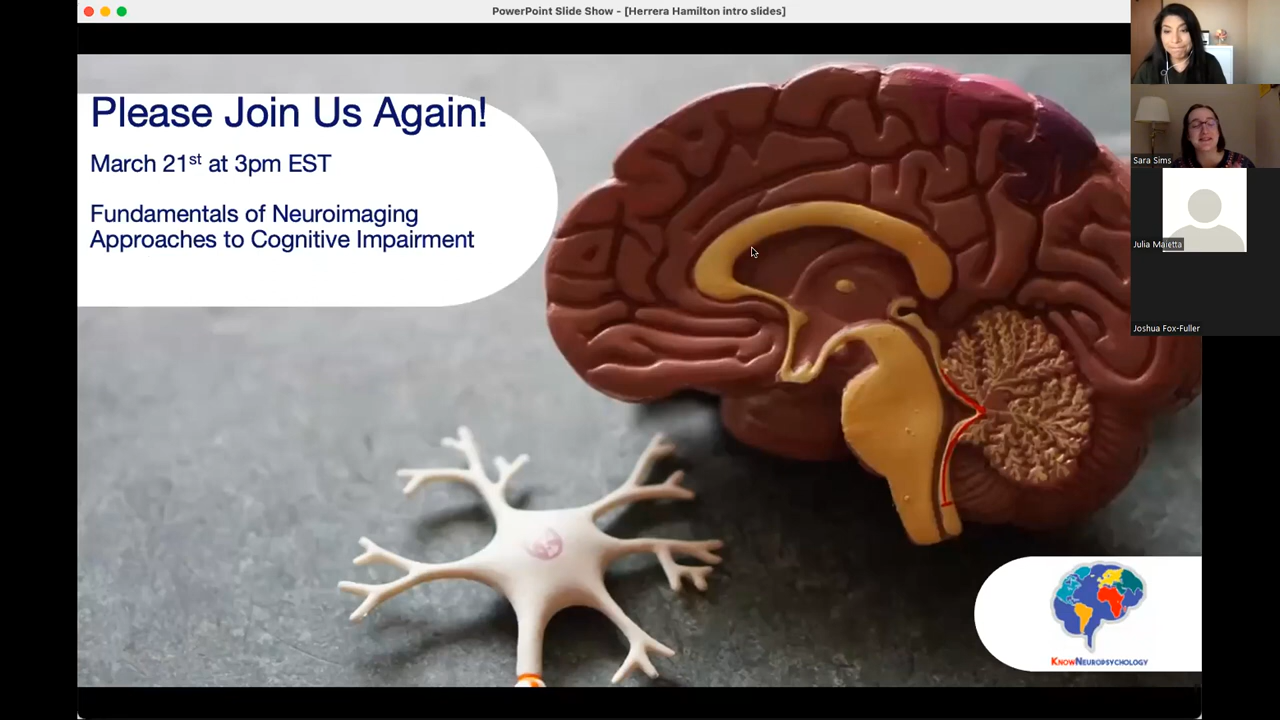 PowerPoint Slide Show - [Herrera Hamilton intro slides]
Please Join Us Again!
March 21st at 3pm EST
Fundamentals of Neuroimaging
Approaches to Cognitive Impairment
Sara Sims
Julia Maietta
Joshua Fox-Fuller
KNOWNEUROPSYCHOLOGY